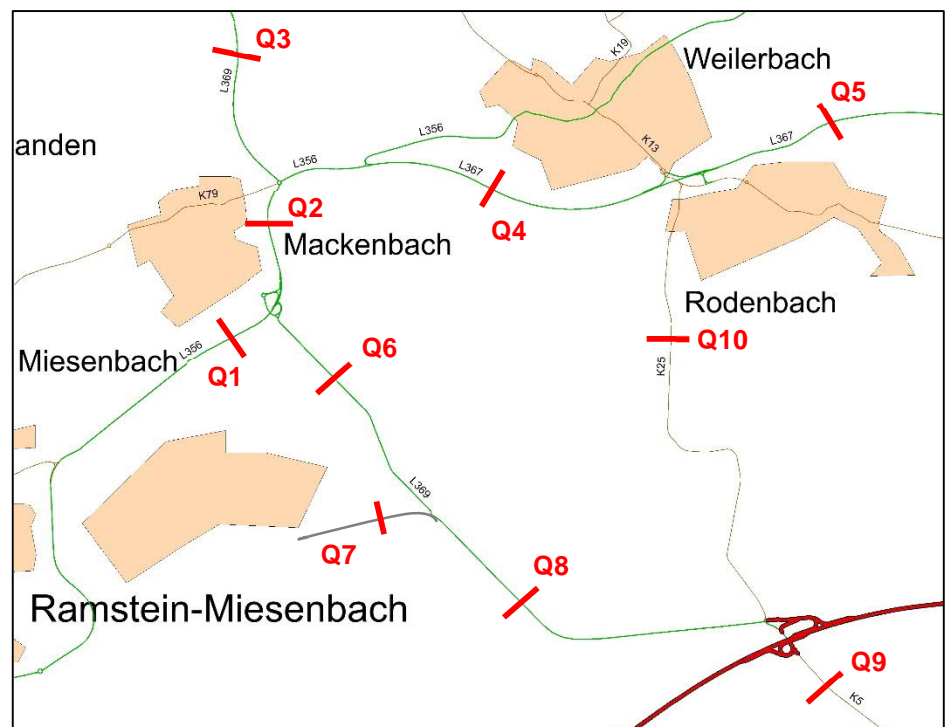 Q3
K19
Weilerbach
L369
Q5
L356
K13
L367
anden
L356
L367
K79
Q2
Q4
Mackenbach
Rodenbach
Q10
L356
Miesenbach
Q6
Q1
K25
L369
Q7
Q8
Ramstein-Miesenbach
Q9
K5